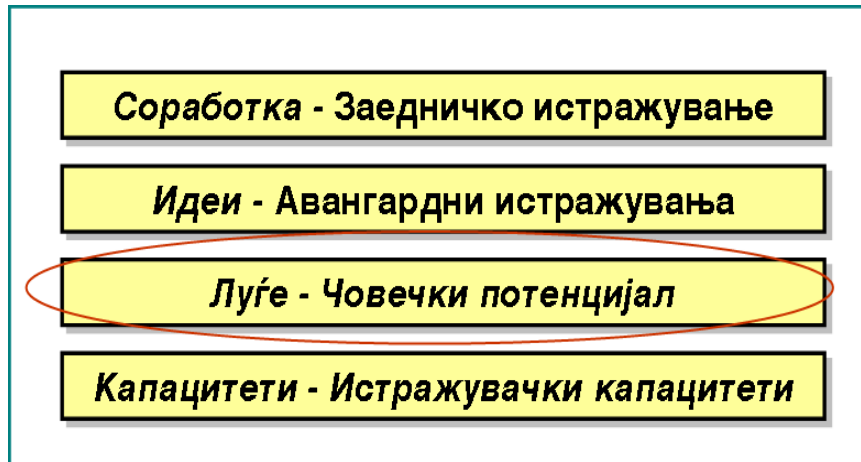 Соработка - Заедничко истражување
Идеи - Авангардни истражувања
Луѓе - Човечки потенцијал
Капацитети - Истражувачки капацитети